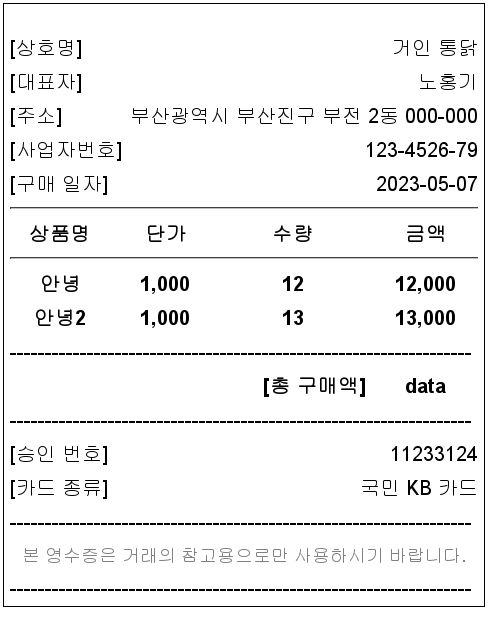 [상호명] 거인 통닭
[대표자] 노홍기
[주소] 부산광역시 부산진구 부전 2동 000-000
[사업자번호] 123-4526-79
[구매 일자] 2023-05-07
상품명 단가 수량 금액
안녕 1,000 12 12,000
안녕2 1,000 13 13,000
[총 구매액] data
[승인 번호] 11233124
[카드 종류] 국민 KB 카드
본 영수증은 거래의 참고용으로만 사용하시기 바랍니다.